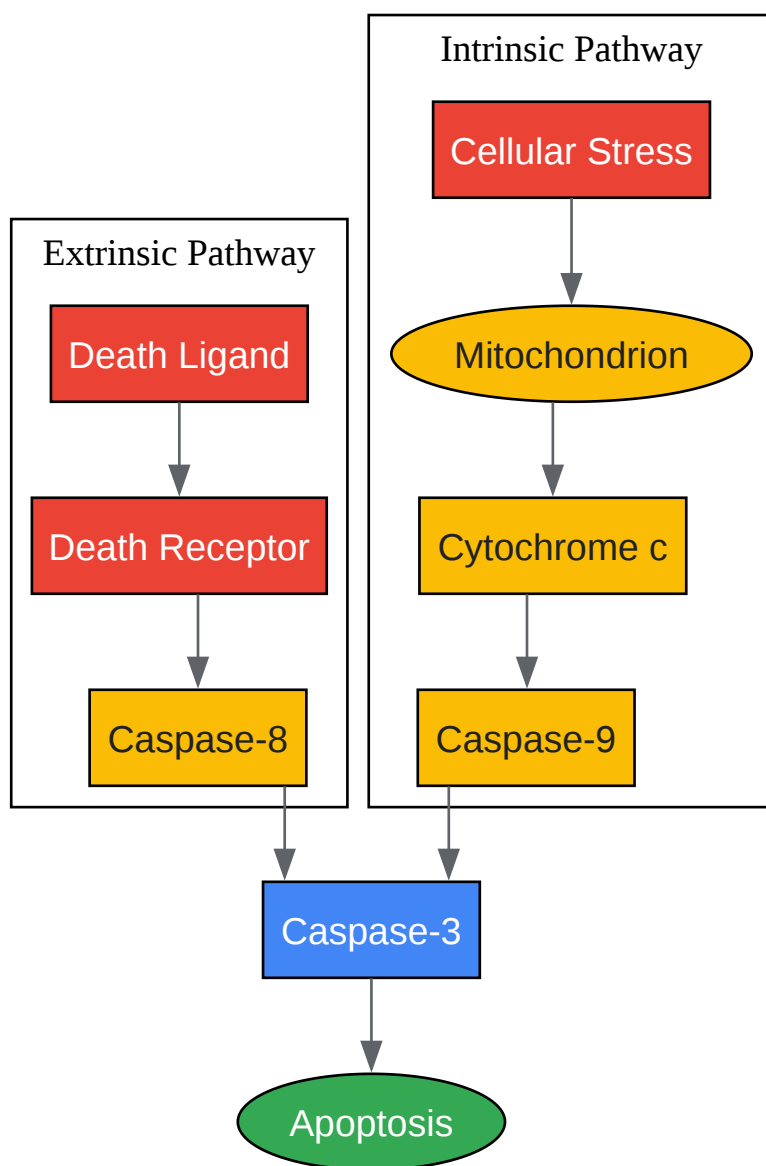 Intrinsic Pathway
Cellular Stress
Extrinsic Pathway
Death Ligand
Mitochondrion
Death Receptor
Cytochrome c
Caspase-8
Caspase-9
Caspase-3
Apoptosis